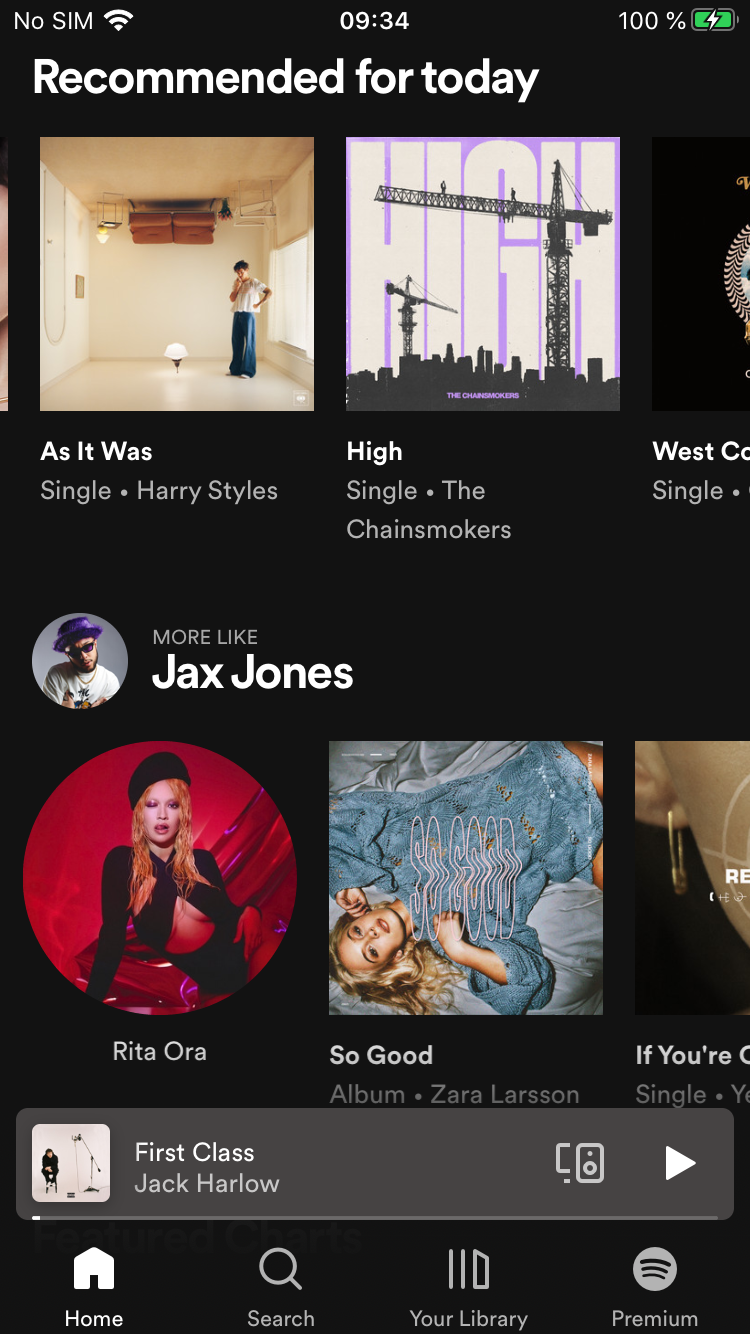 No SIM 09:34 100 %
Recommended for today
HIGH
THE CHAINSMOKERS
As It Was
Single • Harry Styles
High
Single • The
Chainsmokers
West Co
Single •
MORE LIKE
Jax Jones
SO GOOD
RE
Rita Ora
So Good
Album • Zara Larsson
If You're
Single • Ye
First Class
Jack Harlow
Featured Charts
Home
Search
Your Library
Premium